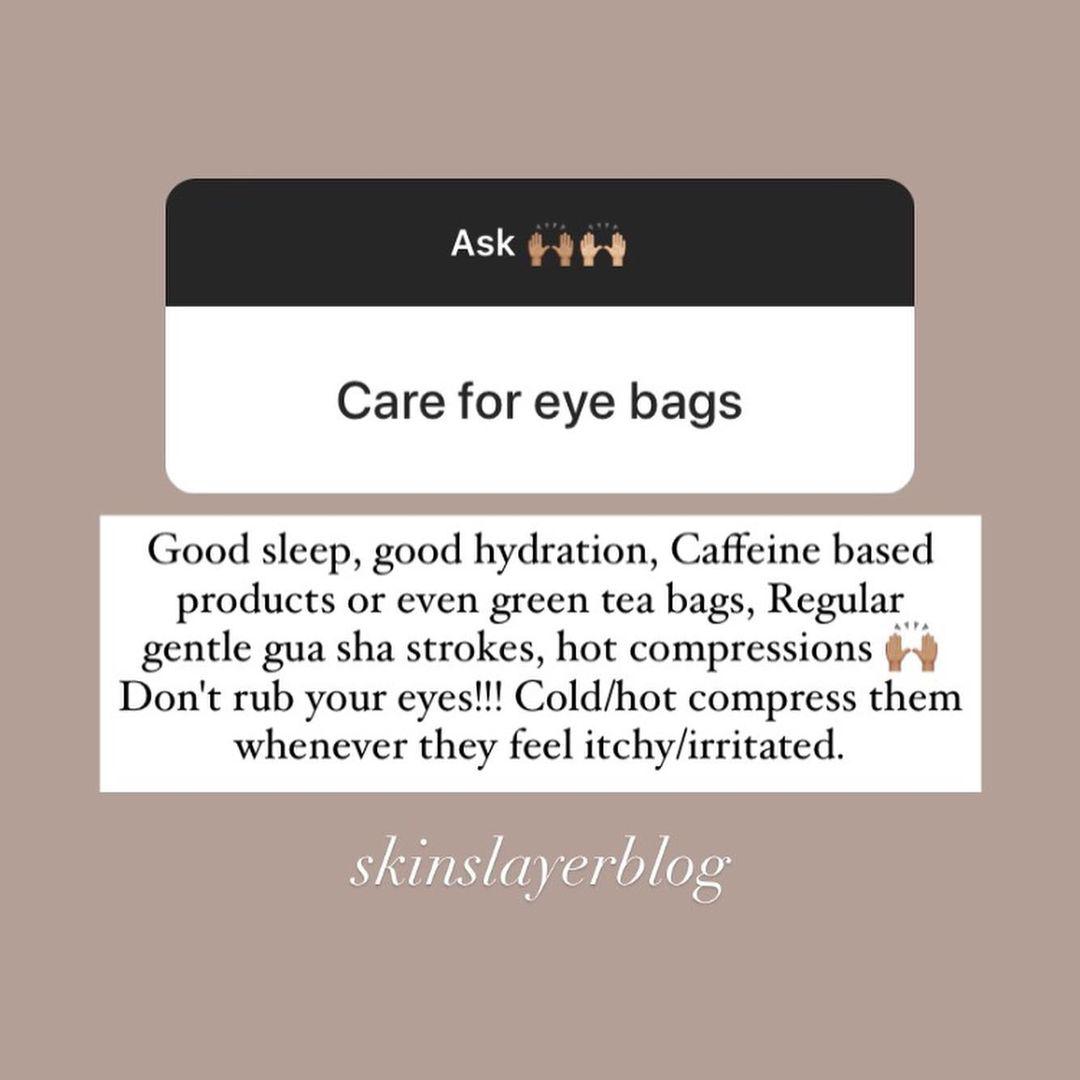 Ask 🙌🏽🙌🏼
Care for eye bags
Good sleep, good hydration, Caffeine based
products or even green tea bags, Regular
gentle gua sha strokes, hot compressions 🙌🏽
Don't rub your eyes!!! Cold/hot compress them
whenever they feel itchy/irritated.
skinslayerblog